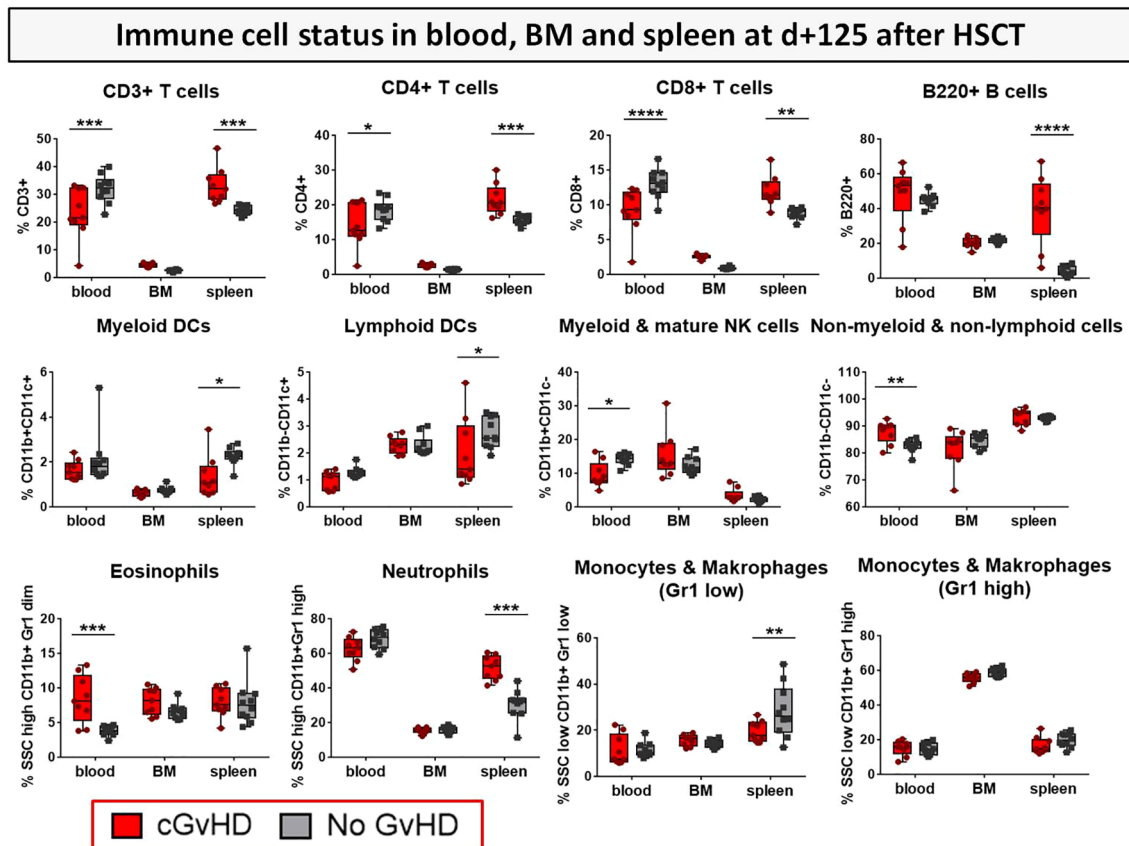 Immune cell status in blood, BM and spleen at d+125 after HSCT
CD3+ T cells
% CD3+
50
40
30
20
10
0
***
***
blood BM spleen
CD4+ T cells
% CD4+
40
30
20
10
0
*
***
blood BM spleen
CD8+ T cells
% CD8+
20
15
10
5
0
****
**
blood BM spleen
B220+ B cells
% B220+
80
60
40
20
0
****
blood BM spleen
Myeloid DCs
% CD11b+CD11c+
6
4
2
0
*
blood BM spleen
Lymphoid DCs
% CD11b-CD11c+
5
4
3
2
1
0
*
blood BM spleen
Myeloid & mature NK cells
% CD11b+CD11c-
40
30
20
10
0
*
blood BM spleen
Non-myeloid & non-lymphoid cells
% CD11b-CD11c-
110
100
90
80
70
60
**
blood BM spleen
Eosinophils
% SSC high CD11b+ Gr1 dim
20
15
10
5
0
***
blood BM spleen
Neutrophils
% SSC high CD11b+Gr1 high
80
60
40
20
0
***
blood BM spleen
Monocytes & Makrophages
(Gr1 low)
% SSC low CD11b+ Gr1 low
60
40
20
0
**
blood BM spleen
Monocytes & Makrophages
(Gr1 high)
% SSC low CD11b+ Gr1 high
80
60
40
20
0
blood BM spleen
cGvHD No GvHD